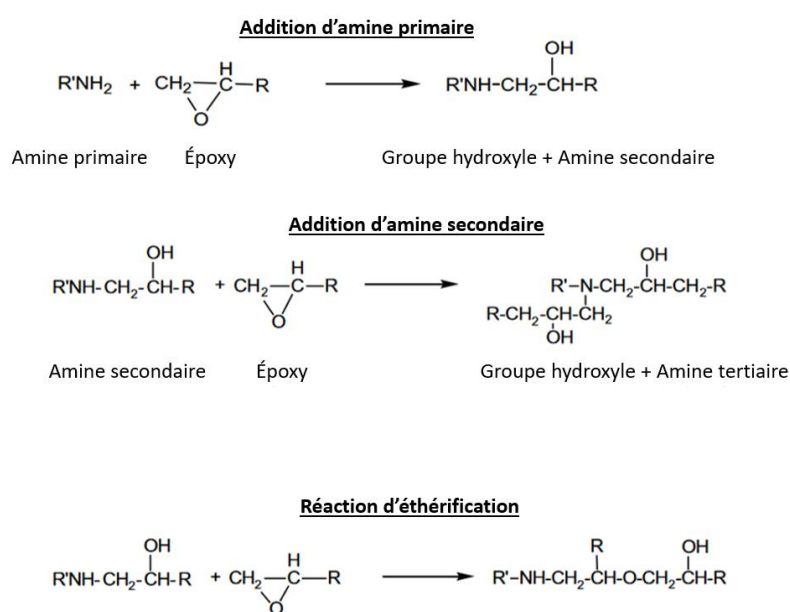 Addition d'amine primaire
OH
H
R'NH2 + CH2—C—R R'NH-CH2-CH-R
O
Amine primaire Époxy Groupe hydroxyle + Amine secondaire
Addition d'amine secondaire
OH H OH
R'NH-CH2-CH-R + CH2—C—R R'–N-CH2-CH-CH2-R
O R-CH2-CH-CH2
OH
Amine secondaire Époxy Groupe hydroxyle + Amine tertiaire
Réaction d'éthérification
OH H R OH
R'NH-CH2-CH-R + CH2—C—R R'–NH-CH2-CH-O-CH2-CH-R
O